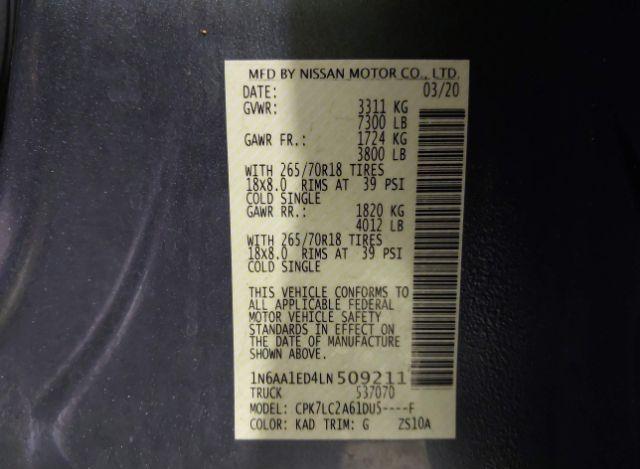 MFD BY NISSAN MOTOR CO., LTD.
DATE: 03/20
GVWR: 3311 KG
7300 LB
GAWR FR.: 1724 KG
3800 LB
WITH 265/70R18 TIRES
18X8.0 RIMS AT 39 PSI
COLD SINGLE
GAWR RR.: 1820 KG
4012 LB
WITH 265/70R18 TIRES
18X8.0 RIMS AT 39 PSI
COLD SINGLE
THIS VEHICLE CONFORMS TO
ALL APPLICABLE FEDERAL
MOTOR VEHICLE SAFETY
STANDARDS IN EFFECT ON
THE DATE OF MANUFACTURE
SHOWN ABOVE.
1N6AA1ED4LN509211
TRUCK 537070
MODEL: CPK7LC2A61DU5----F
COLOR: KAD TRIM: G ZS10A